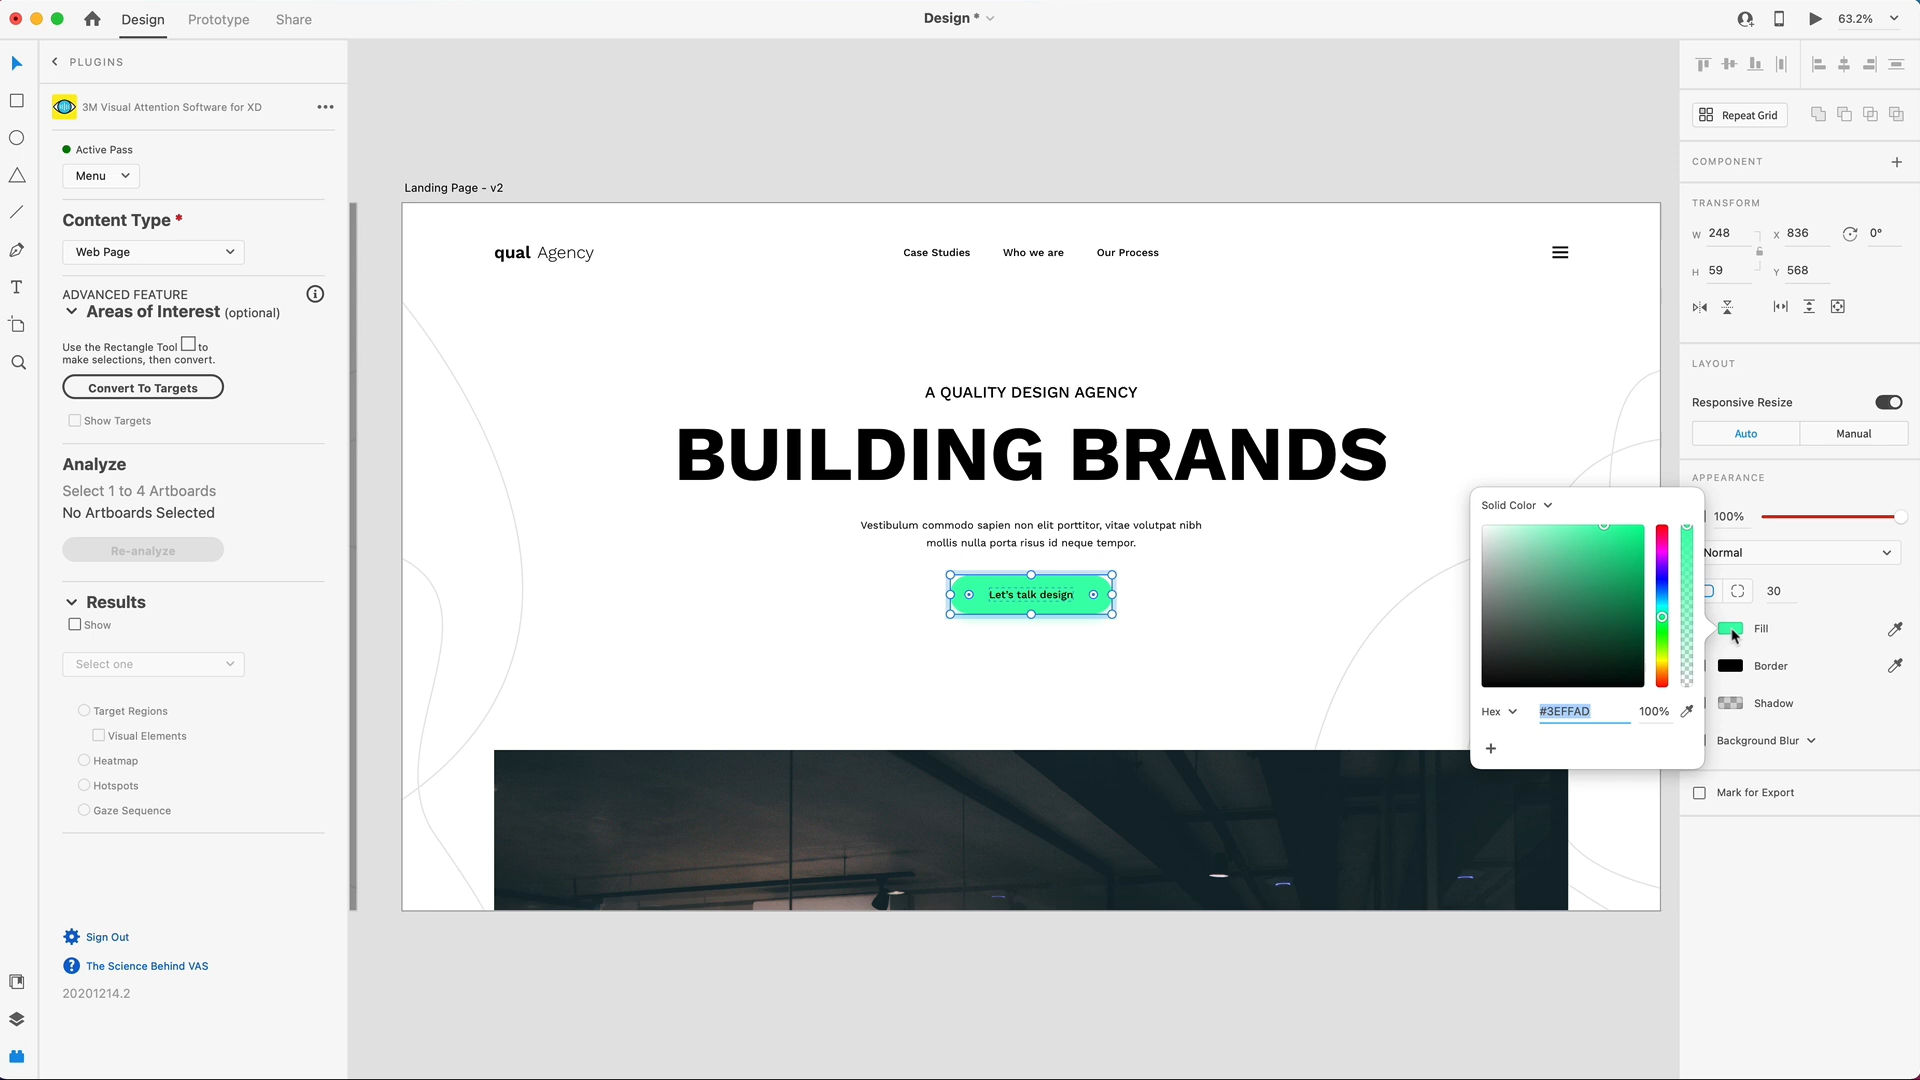 Design
Prototype
Share
Design *
63.2%
PLUGINS
3M Visual Attention Software for XD
Active Pass
Menu
Content Type *
Web Page
ADVANCED FEATURE
Areas of Interest (optional)
Use the Rectangle Tool to
make selections, then convert.
Convert To Targets
Show Targets
Analyze
Select 1 to 4 Artboards
No Artboards Selected
Re-analyze
Results
Show
Select one
Target Regions
Visual Elements
Heatmap
Hotspots
Gaze Sequence
Sign Out
The Science Behind VAS
20201214.2
Landing Page - v2
qual Agency
Case Studies
Who we are
Our Process
A QUALITY DESIGN AGENCY
BUILDING BRANDS
Vestibulum commodo sapien non elit porttitor, vitae volutpat nibh
mollis nulla porta risus id neque tempor.
Let's talk design
Solid Color
Hex
#3EFFAD
100%
Repeat Grid
COMPONENT
TRANSFORM
W 248
X 836
0°
H 59
Y 568
LAYOUT
Responsive Resize
Auto
Manual
APPEARANCE
100%
Normal
30
Fill
Border
Shadow
Background Blur
Mark for Export